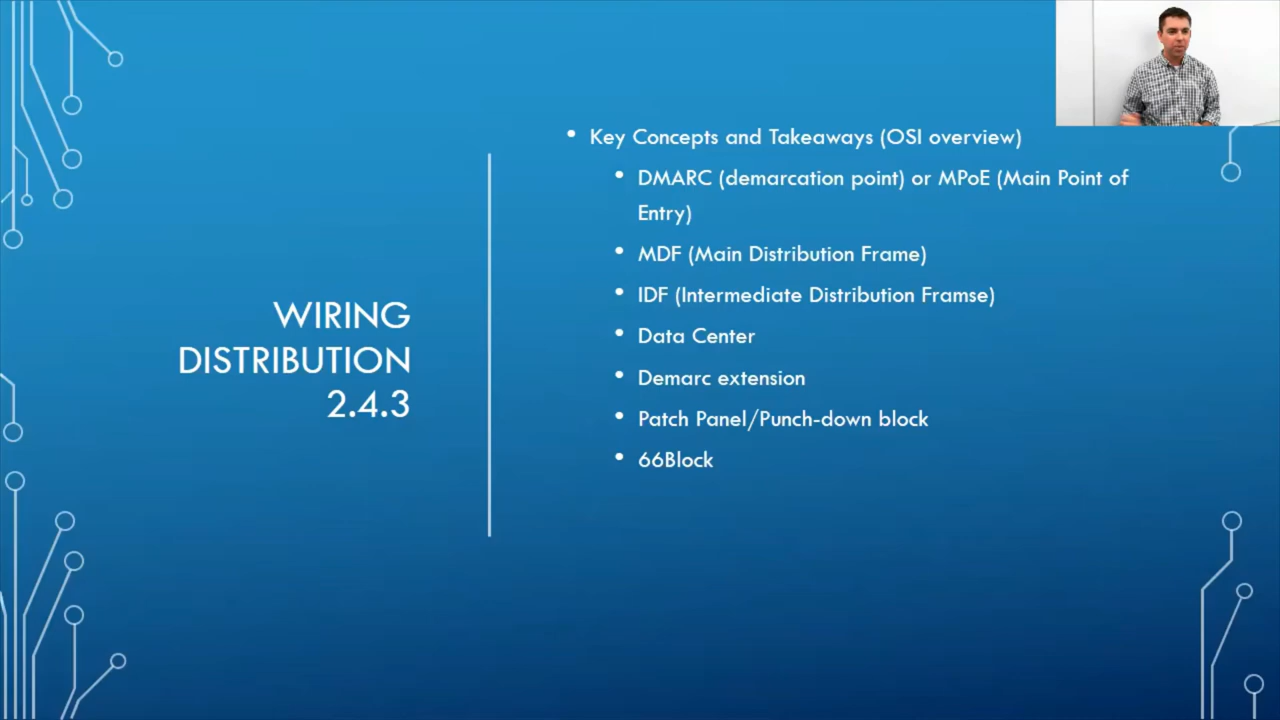 WIRING
DISTRIBUTION
2.4.3
• Key Concepts and Takeaways (OSI overview)
• DMARC (demarcation point) or MPoE (Main Point of
Entry)
• MDF (Main Distribution Frame)
• IDF (Intermediate Distribution Framse)
• Data Center
• Demarc extension
• Patch Panel/Punch-down block
• 66Block